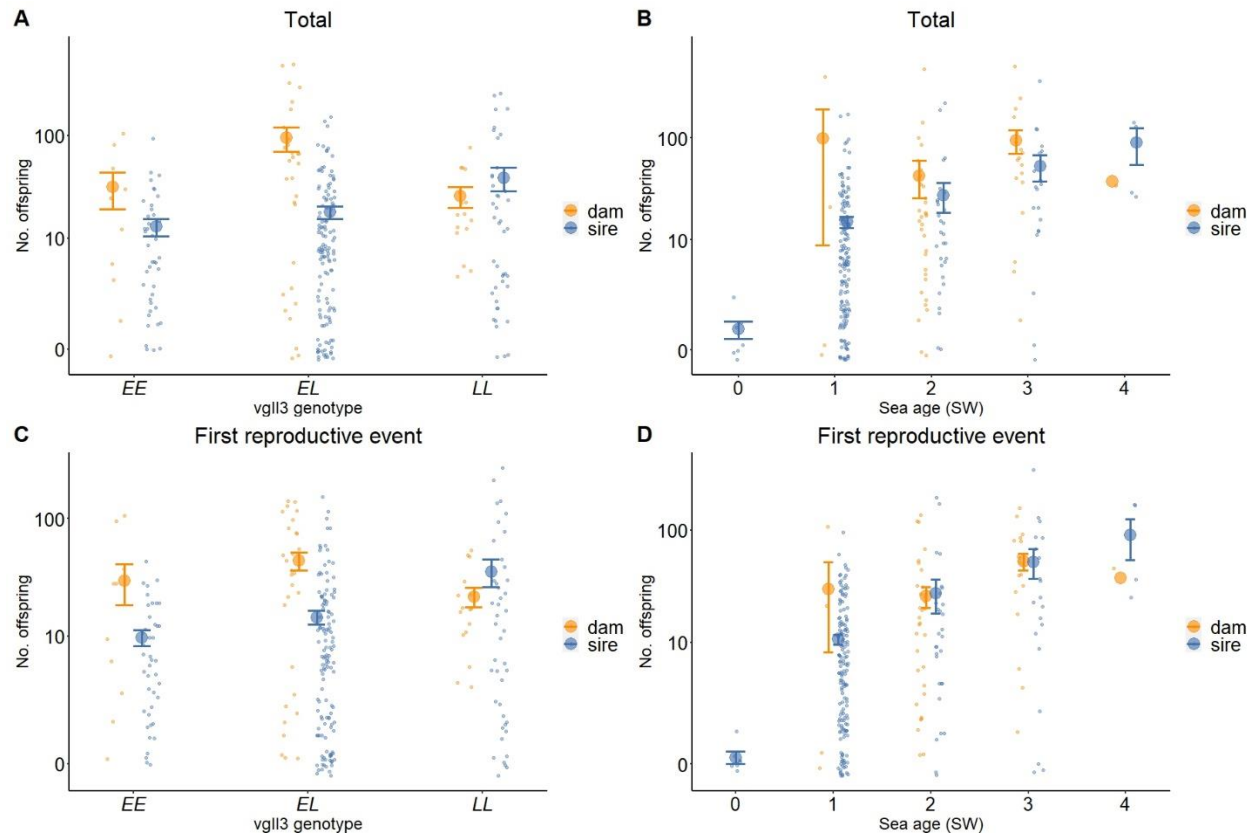 A
Total
No. offspring
100
10
0
EE
EL
LL
vgll3 genotype
dam
sire
B
Total
No. offspring
100
10
0
0
1
2
3
4
Sea age (SW)
dam
sire
C
First reproductive event
No. offspring
100
10
0
EE
EL
LL
vgll3 genotype
dam
sire
D
First reproductive event
No. offspring
100
10
0
0
1
2
3
4
Sea age (SW)
dam
sire